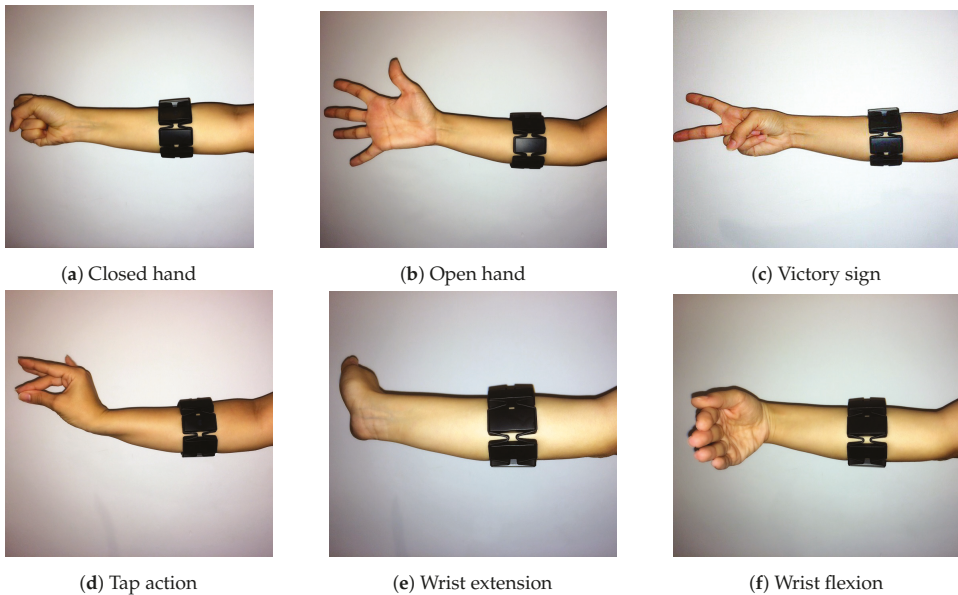 (a) Closed hand
(b) Open hand
(c) Victory sign
(d) Tap action
(e) Wrist extension
(f) Wrist flexion